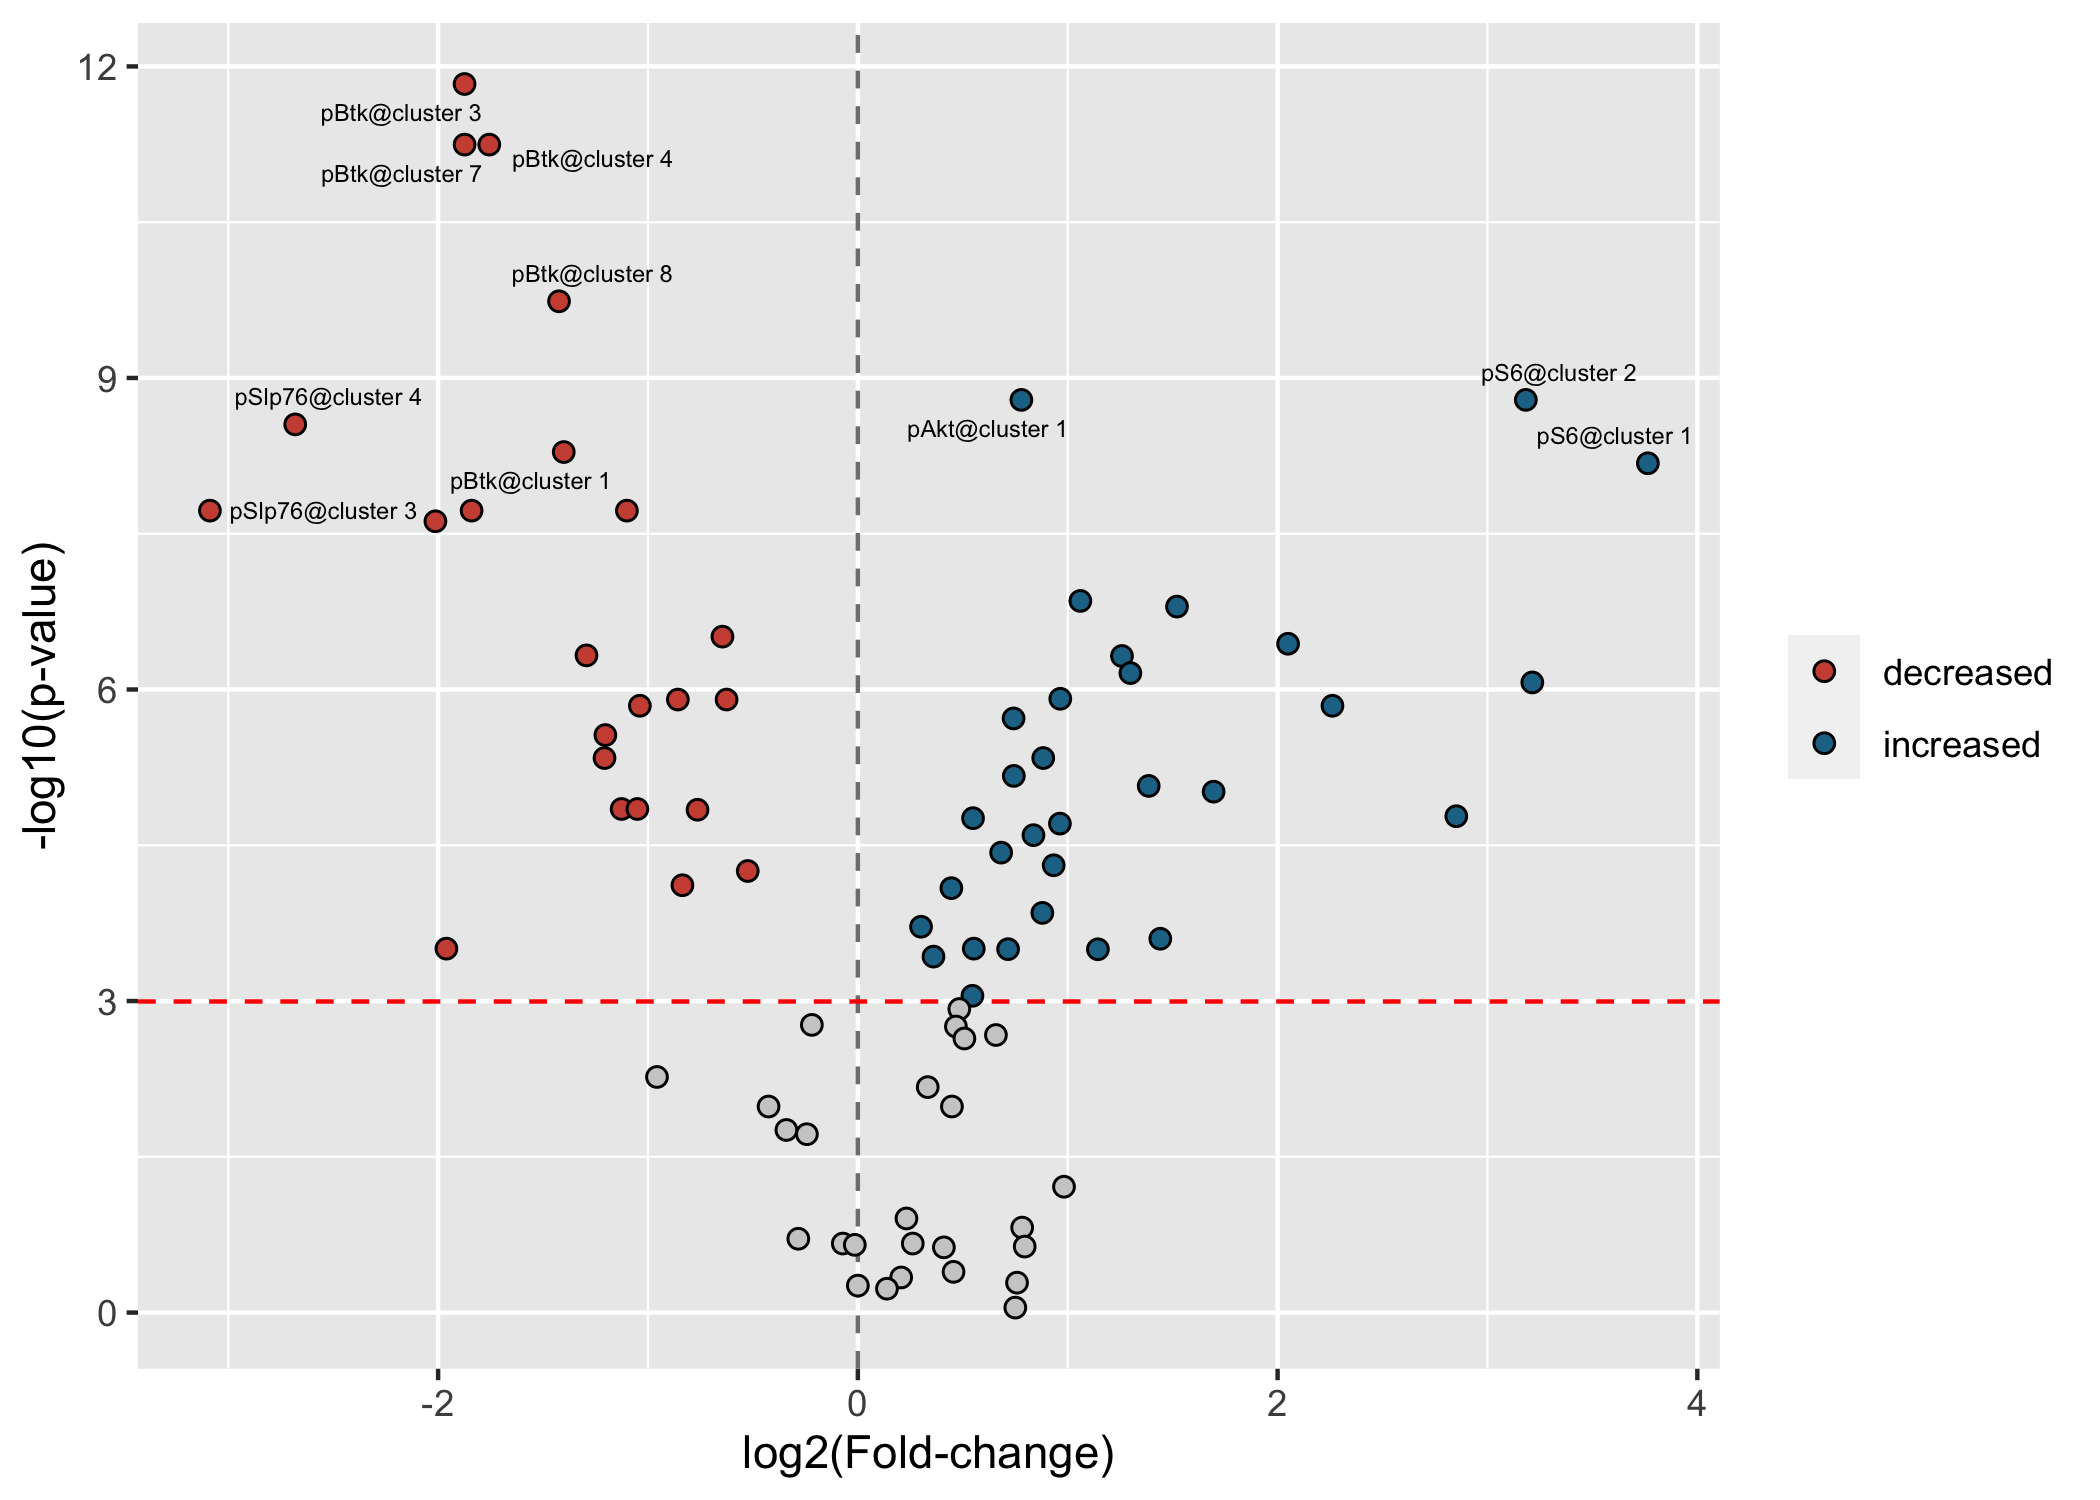 12
pBtk@cluster 3
pBtk@cluster 4
pBtk@cluster 7
pBtk@cluster 8
9
pS6@cluster 2
pSlp76@cluster 4
pAkt@cluster 1
pS6@cluster 1
pBtk@cluster 1
pSlp76@cluster 3
-log10(p-value)
6
decreased
increased
3
0
-2
0
2
4
log2(Fold-change)